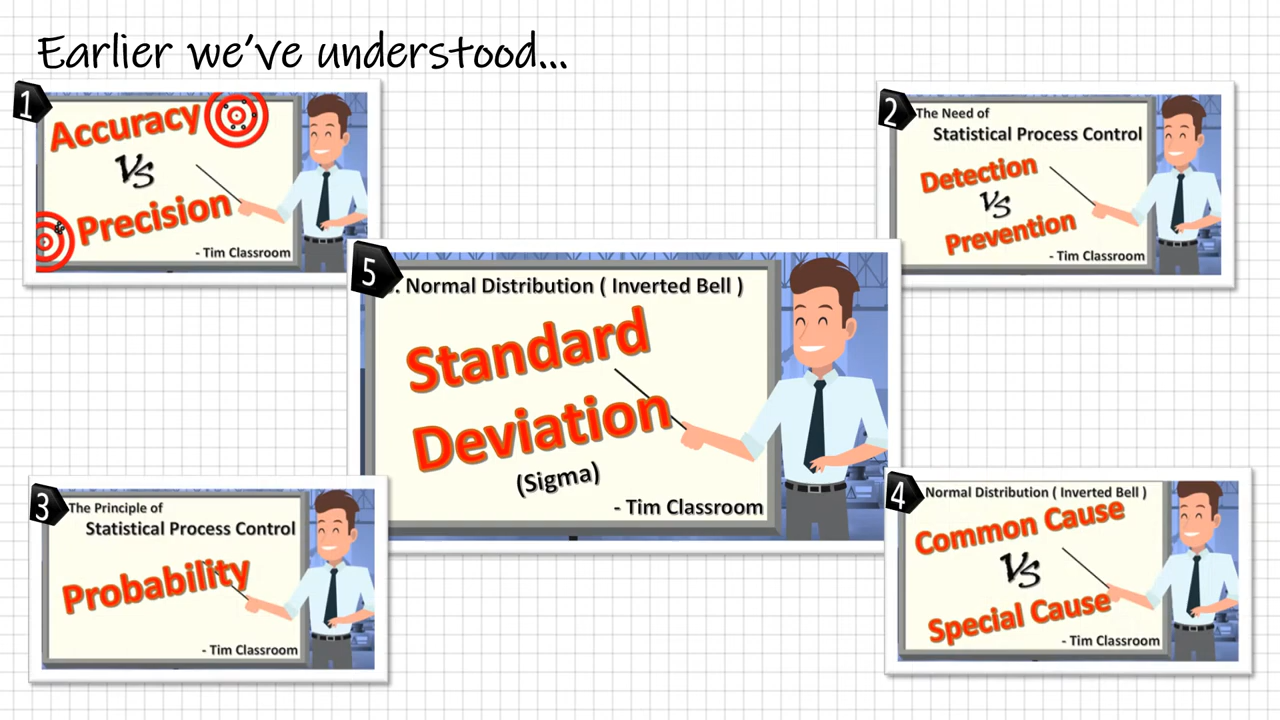 Earlier we've understood...
1
Accuracy
VS
Precision
- Tim Classroom
2
The Need of
Statistical Process Control
Detection
VS
Prevention
- Tim Classroom
5
. Normal Distribution ( Inverted Bell )
Standard
Deviation
(Sigma)
- Tim Classroom
3
The Principle of
Statistical Process Control
Probability
- Tim Classroom
4
Normal Distribution ( Inverted Bell )
Common Cause
VS
Special Cause
- Tim Classroom